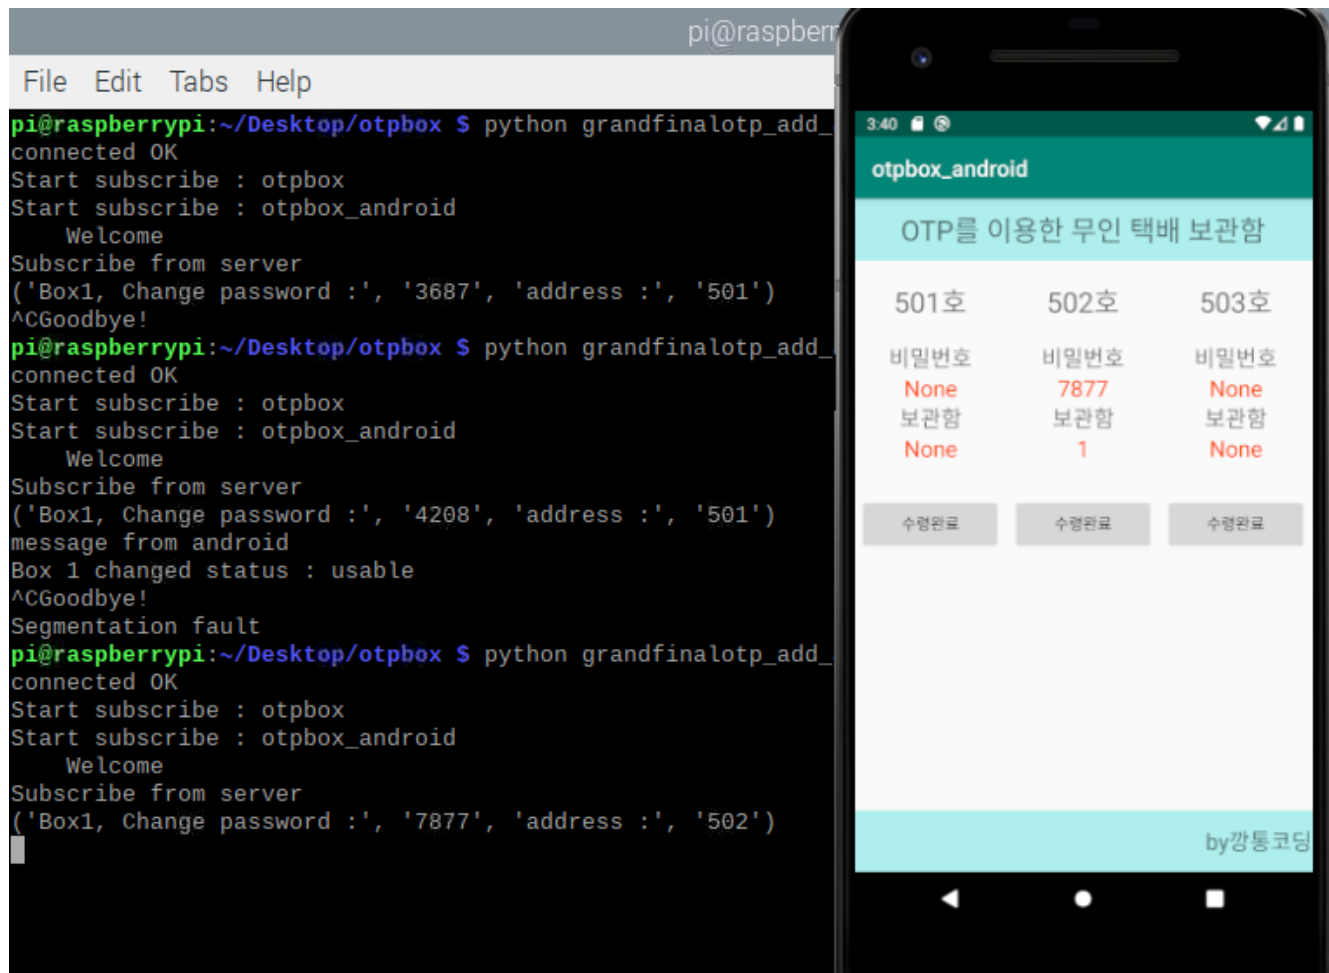 pi@raspberr
File Edit Tabs Help
pi@raspberrypi:~/Desktop/otpbox $ python grandfinalotp_add_
connected OK
Start subscribe : otpbox
Start subscribe : otpbox_android
Welcome
Subscribe from server
('Box1, Change password :', '3687', 'address :', '501')
^CGoodbye!
pi@raspberrypi:~/Desktop/otpbox $ python grandfinalotp_add_
connected OK
Start subscribe : otpbox
Start subscribe : otpbox_android
Welcome
Subscribe from server
('Box1, Change password :', '4208', 'address :', '501')
message from android
Box 1 changed status : usable
^CGoodbye!
Segmentation fault
pi@raspberrypi:~/Desktop/otpbox $ python grandfinalotp_add_
connected OK
Start subscribe : otpbox
Start subscribe : otpbox_android
Welcome
Subscribe from server
('Box1, Change password :', '7877', 'address :', '502')
3:40
otpbox_android
OTP를 이용한 무인 택배 보관함
501호 502호 503호
비밀번호 비밀번호 비밀번호
None 7877 None
보관함 보관함 보관함
None 1 None
수령완료 수령완료 수령완료
by깡통코딩